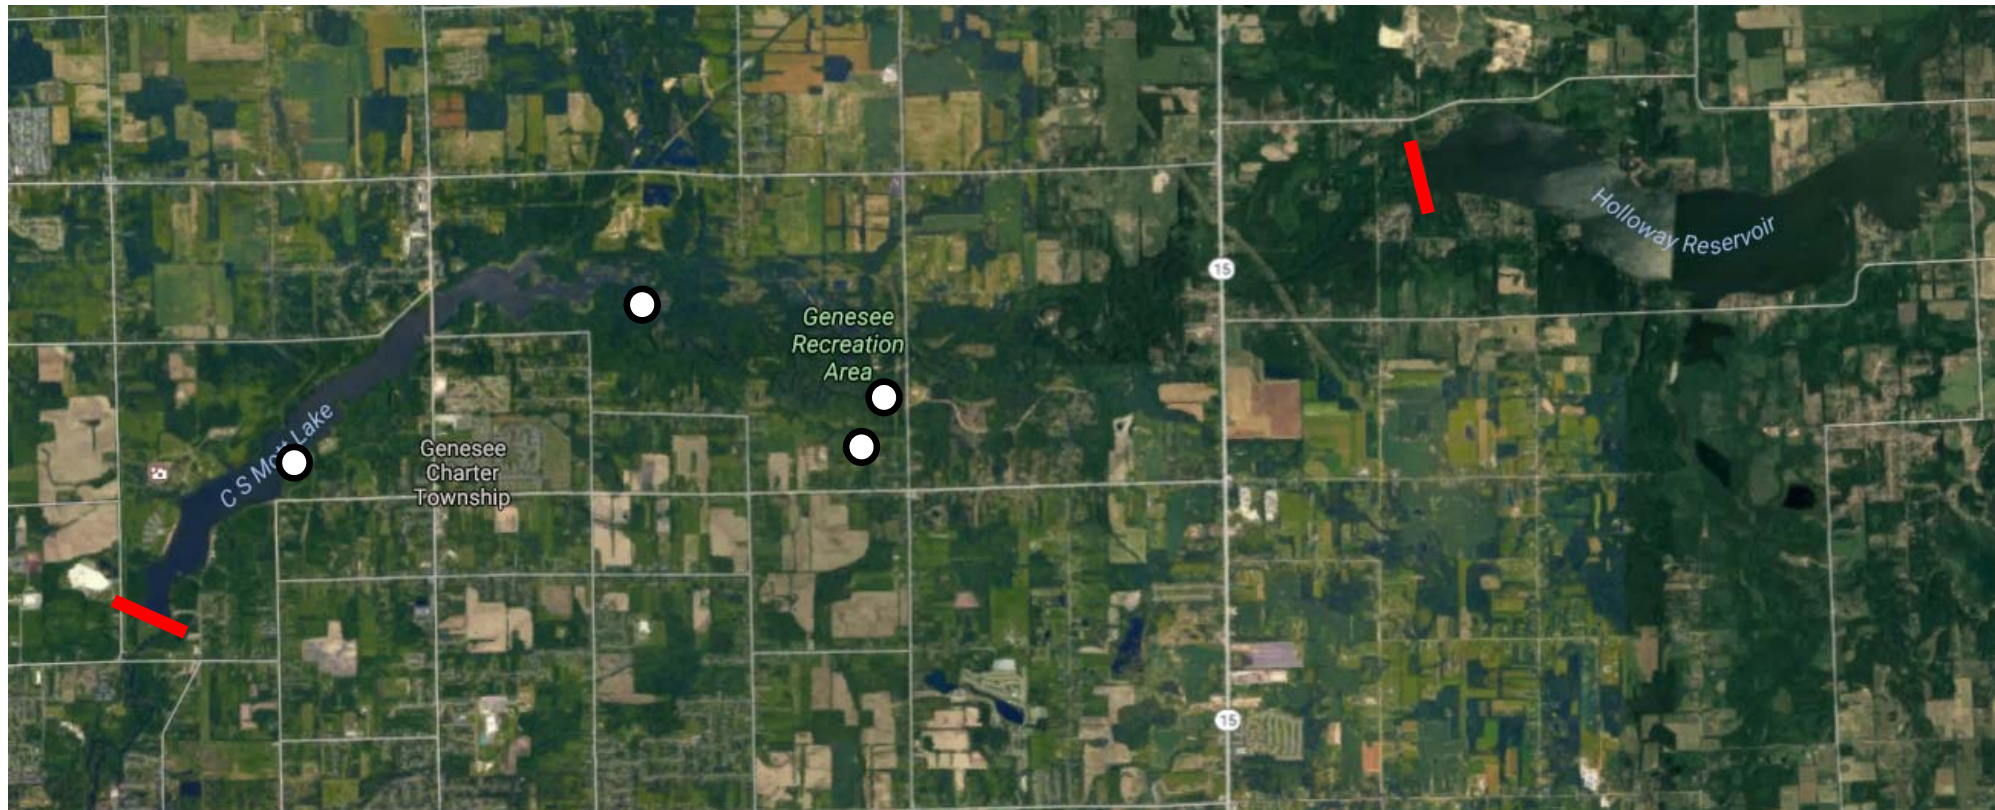 Holloway Reservoir
15
Genesee
Recreation
Area
C S Mott Lake
Genesee
Charter
Township
15